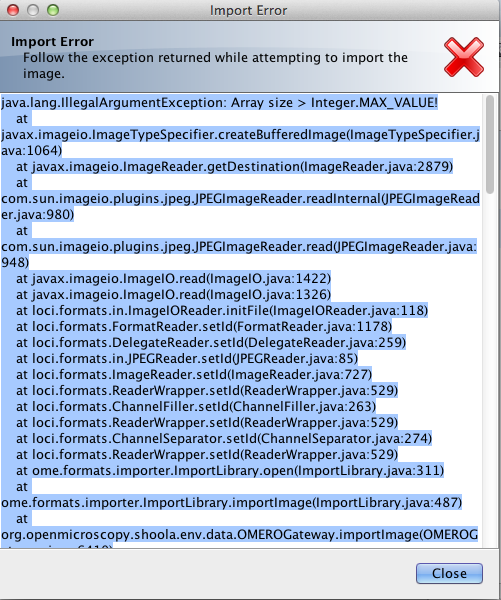 Import Error
Import Error
Follow the exception returned while attempting to import the
image.
java.lang.IllegalArgumentException: Array size > Integer.MAX_VALUE!
at
javax.imageio.ImageTypeSpecifier.createBufferedImage(ImageTypeSpecifier.j
ava:1064)
at javax.imageio.ImageReader.getDestination(ImageReader.java:2879)
at
com.sun.imageio.plugins.jpeg.JPEGImageReader.readInternal(JPEGImageRead
er.java:980)
at
com.sun.imageio.plugins.jpeg.JPEGImageReader.read(JPEGImageReader.java:
948)
at javax.imageio.ImageIO.read(ImageIO.java:1422)
at javax.imageio.ImageIO.read(ImageIO.java:1326)
at loci.formats.in.ImageIOReader.initFile(ImageIOReader.java:118)
at loci.formats.FormatReader.setId(FormatReader.java:1178)
at loci.formats.DelegateReader.setId(DelegateReader.java:259)
at loci.formats.in.JPEGReader.setId(JPEGReader.java:85)
at loci.formats.ImageReader.setId(ImageReader.java:727)
at loci.formats.ReaderWrapper.setId(ReaderWrapper.java:529)
at loci.formats.ChannelFiller.setId(ChannelFiller.java:263)
at loci.formats.ReaderWrapper.setId(ReaderWrapper.java:529)
at loci.formats.ChannelSeparator.setId(ChannelSeparator.java:274)
at loci.formats.ReaderWrapper.setId(ReaderWrapper.java:529)
at ome.formats.importer.ImportLibrary.open(ImportLibrary.java:311)
at
ome.formats.importer.ImportLibrary.importImage(ImportLibrary.java:487)
at
org.openmicroscopy.shoola.env.data.OMEROGateway.importImage(OMEROG
Close